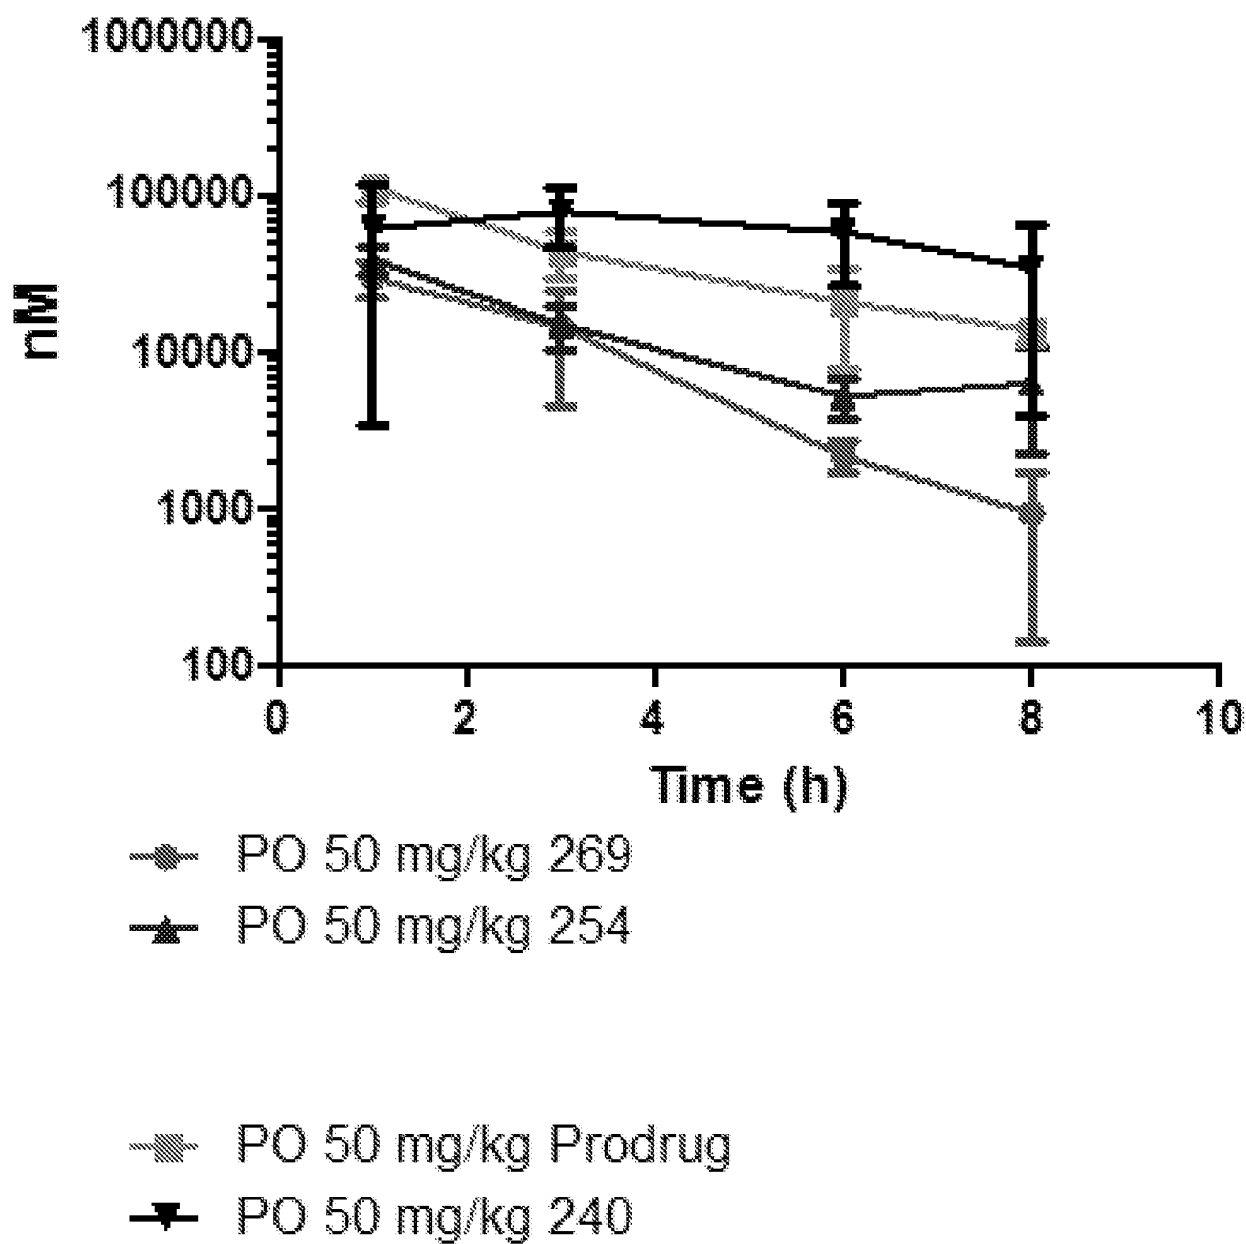 1000000
100000
10000
1000
100
nM
0 2 4 6 8 10
Time (h)
PO 50 mg/kg 269
PO 50 mg/kg 254
PO 50 mg/kg Prodrug
PO 50 mg/kg 240